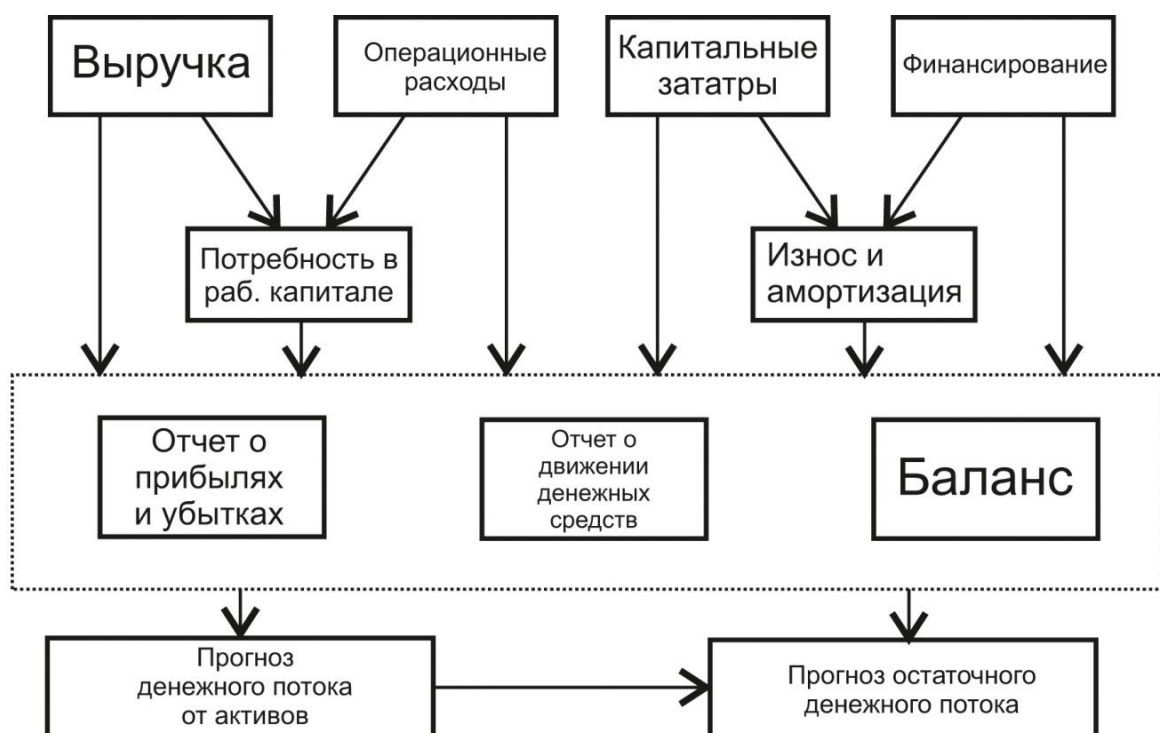 Выручка
Операционные
расходы
Капитальные
зататры
Финансирование
Потребность в
раб. капитале
Износ и
амортизация
Отчет о
прибылях
и убытках
Отчет о
движении
денежных
средств
Баланс
Прогноз
денежного потока
от активов
Прогноз остаточного
денежного потока